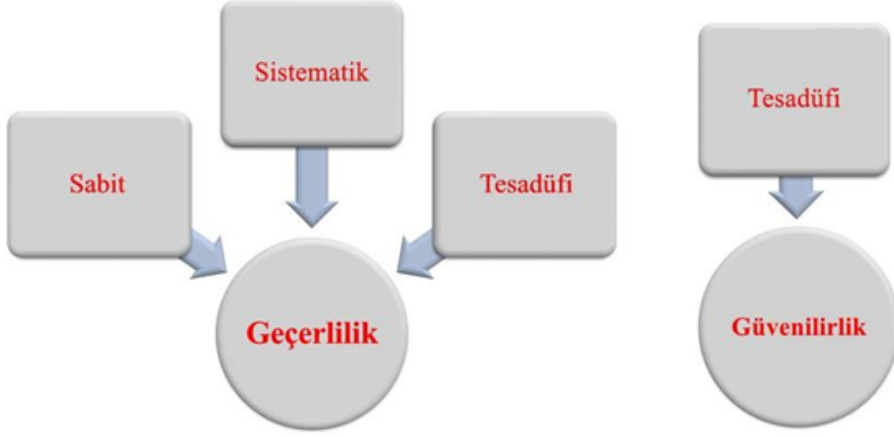 Sistematik
Sabit
Tesadüfi
Geçerlilik
Tesadüfi
Güvenilirlik